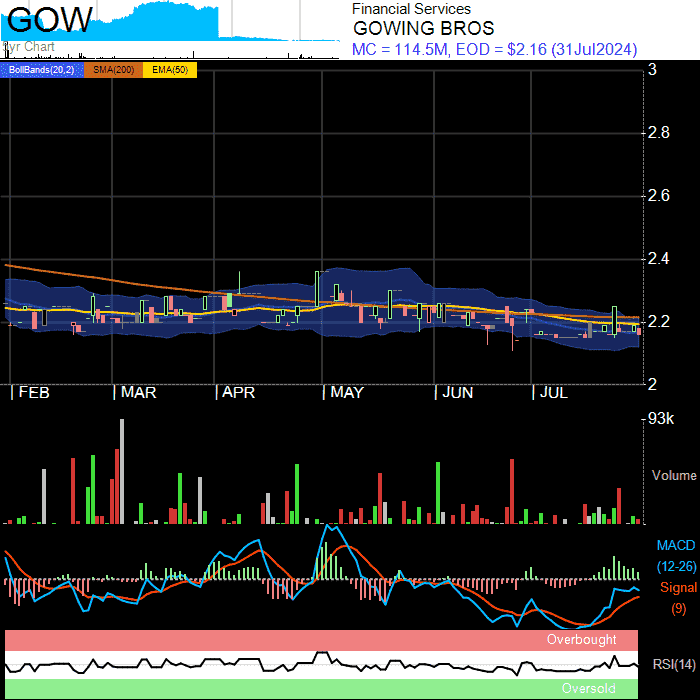 GOW
5yr Chart
Financial Services
GOWING BROS
MC = 114.5M, EOD = $2.16 (31Jul2024)
BollBands(20,2) SMA(200) EMA(50)
3
2.8
2.6
2.4
2.2
2
FEB MAR APR MAY JUN JUL
93k
Volume
MACD
(12-26)
Signal
(9)
Overbought
RSI(14)
Oversold